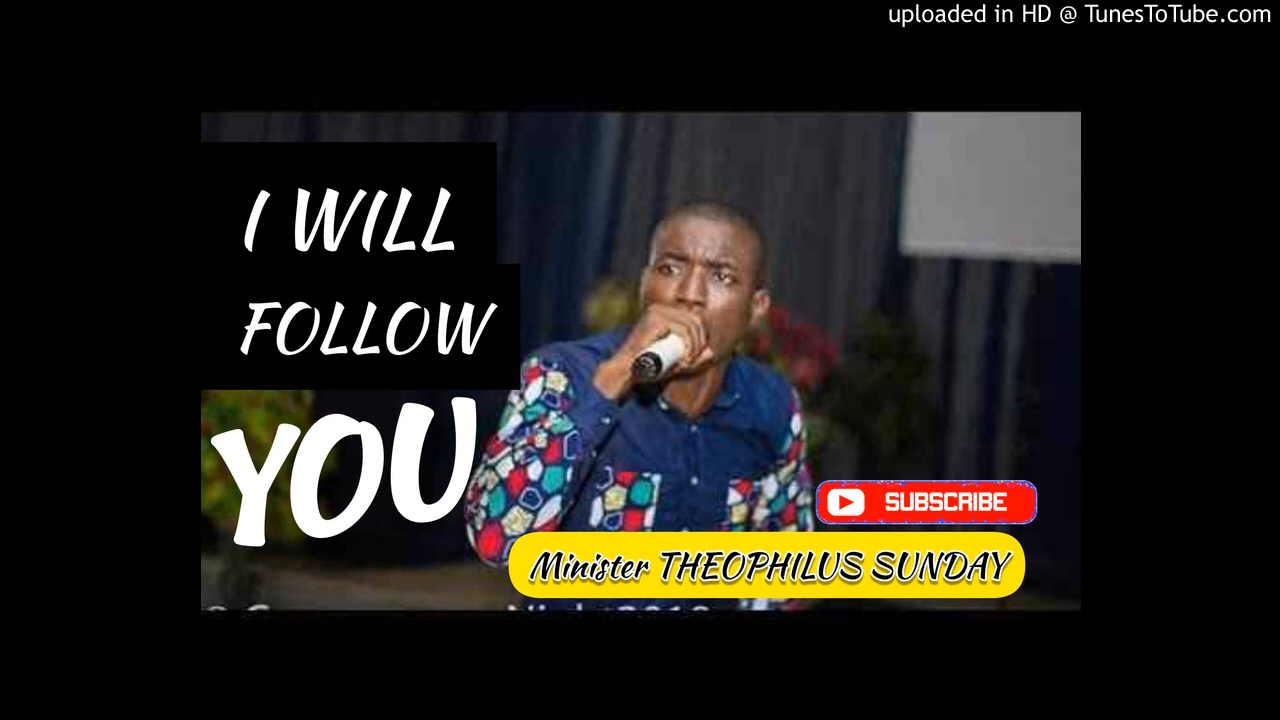 uploaded in HD @ TunesToTube.com
I WILL
FOLLOW
YOU
SUBSCRIBE
Minister THEOPHILUS SUNDAY